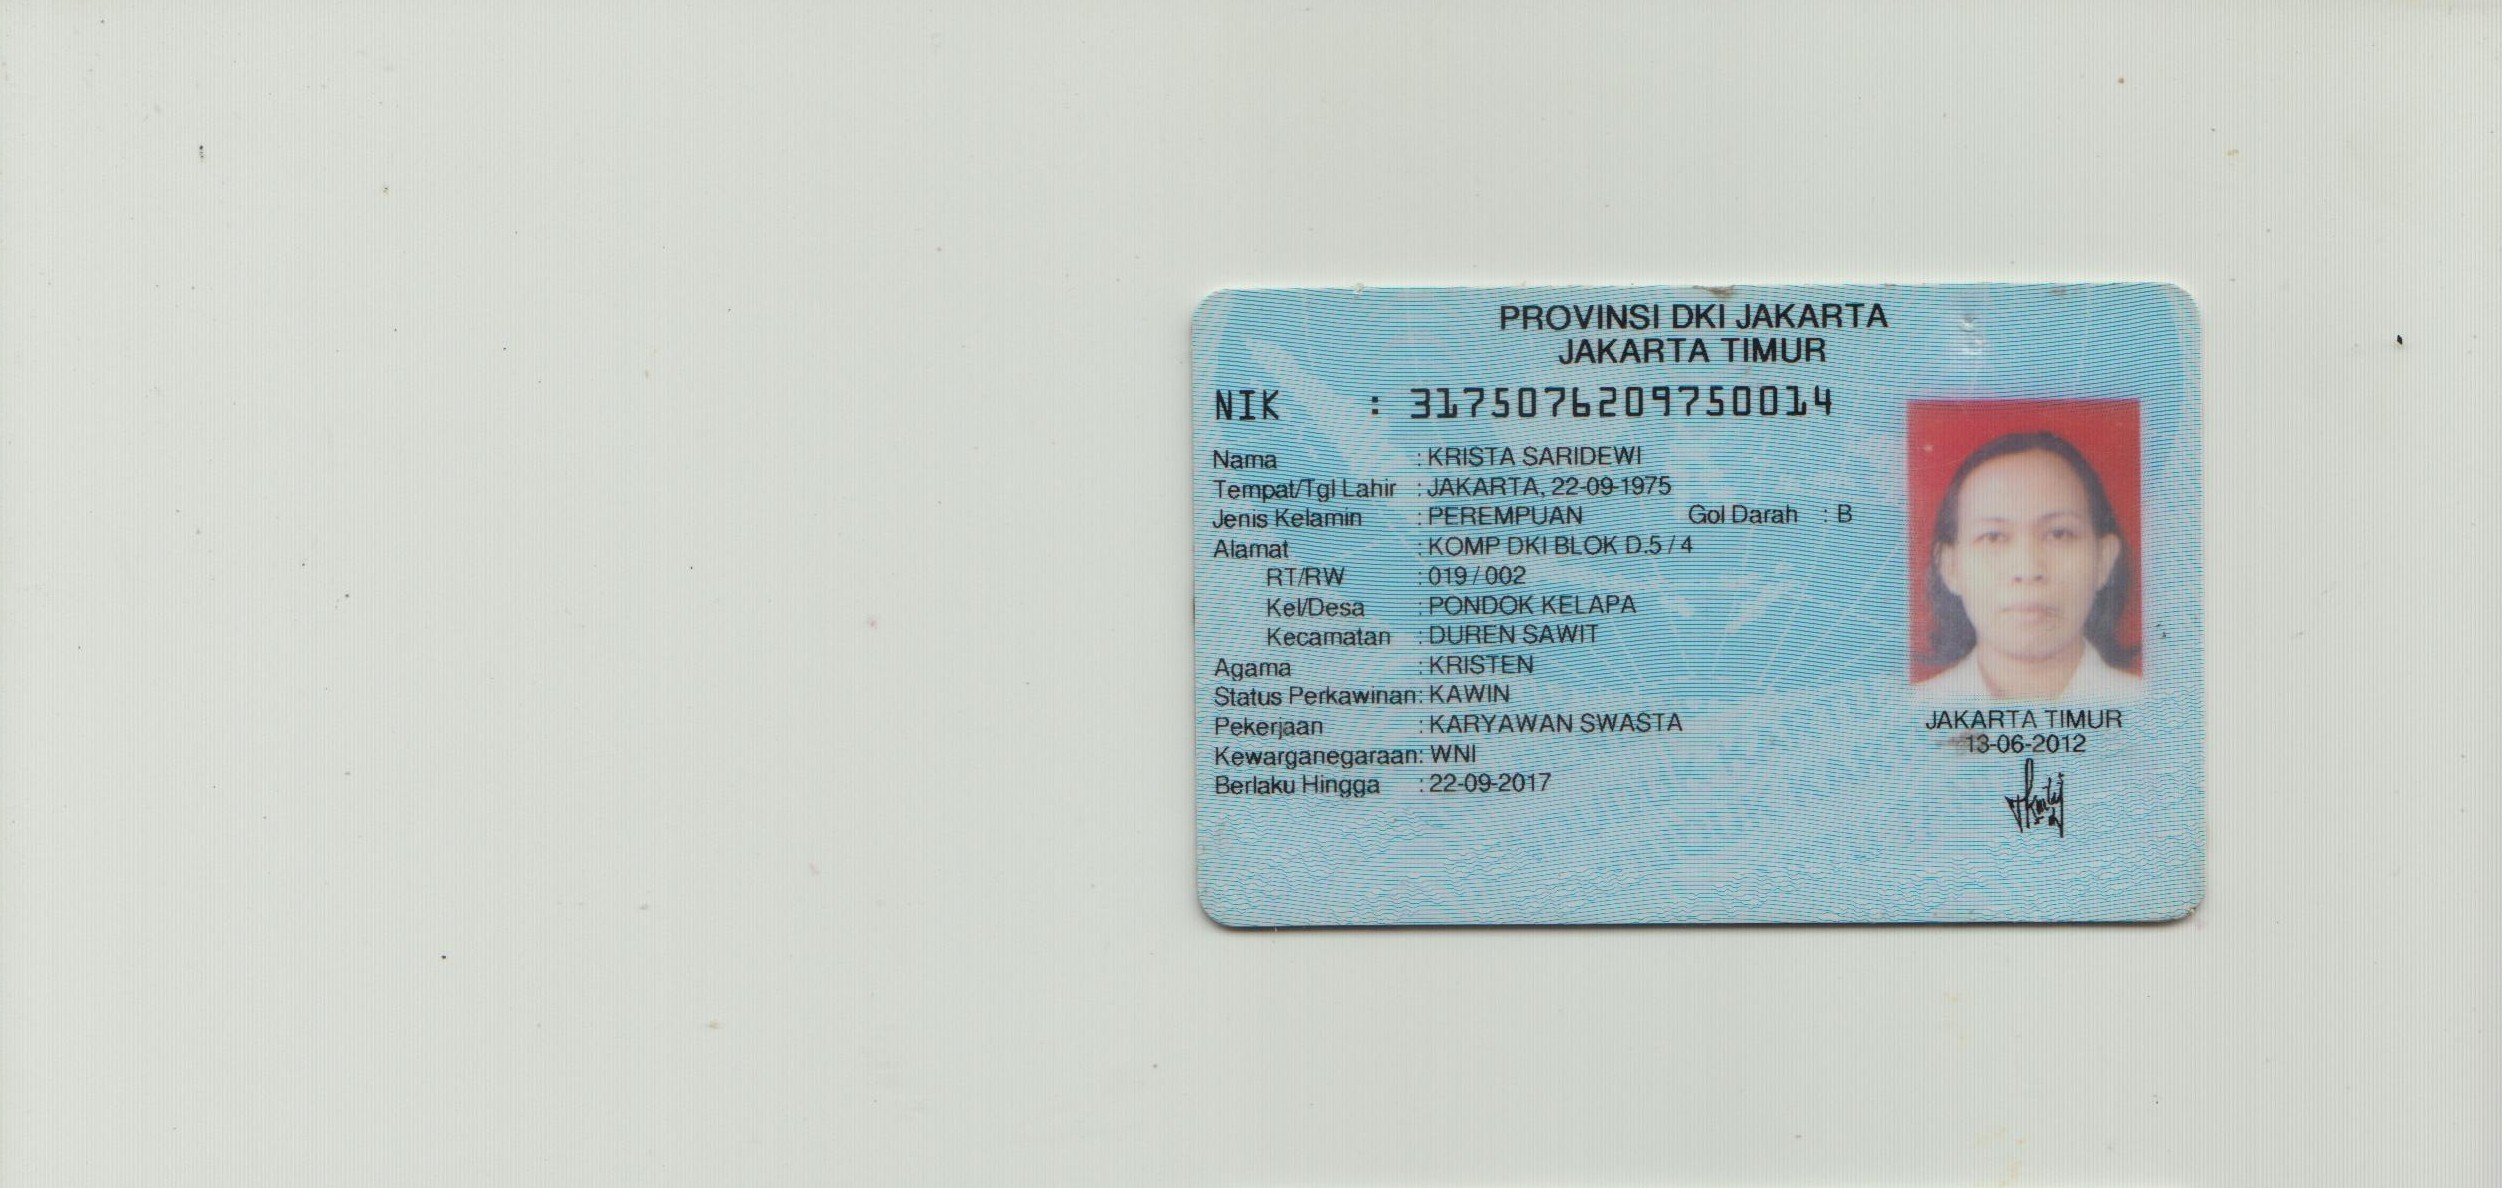 PROVINSI DKI JAKARTA
JAKARTA TIMUR
NIK : 3175076209750014
Nama : KRISTA SARIDEWI
Tempat/Tgl Lahir : JAKARTA, 22-09-1975
Jenis Kelamin : PEREMPUAN Gol Darah : B
Alamat : KOMP DKI BLOK D.5 / 4
RT/RW : 019 / 002
Kel/Desa : PONDOK KELAPA
Kecamatan : DUREN SAWIT
Agama : KRISTEN
Status Perkawinan: KAWIN
Pekerjaan : KARYAWAN SWASTA
Kewarganegaraan: WNI
Berlaku Hingga : 22-09-2017
JAKARTA TIMUR
13-06-2012